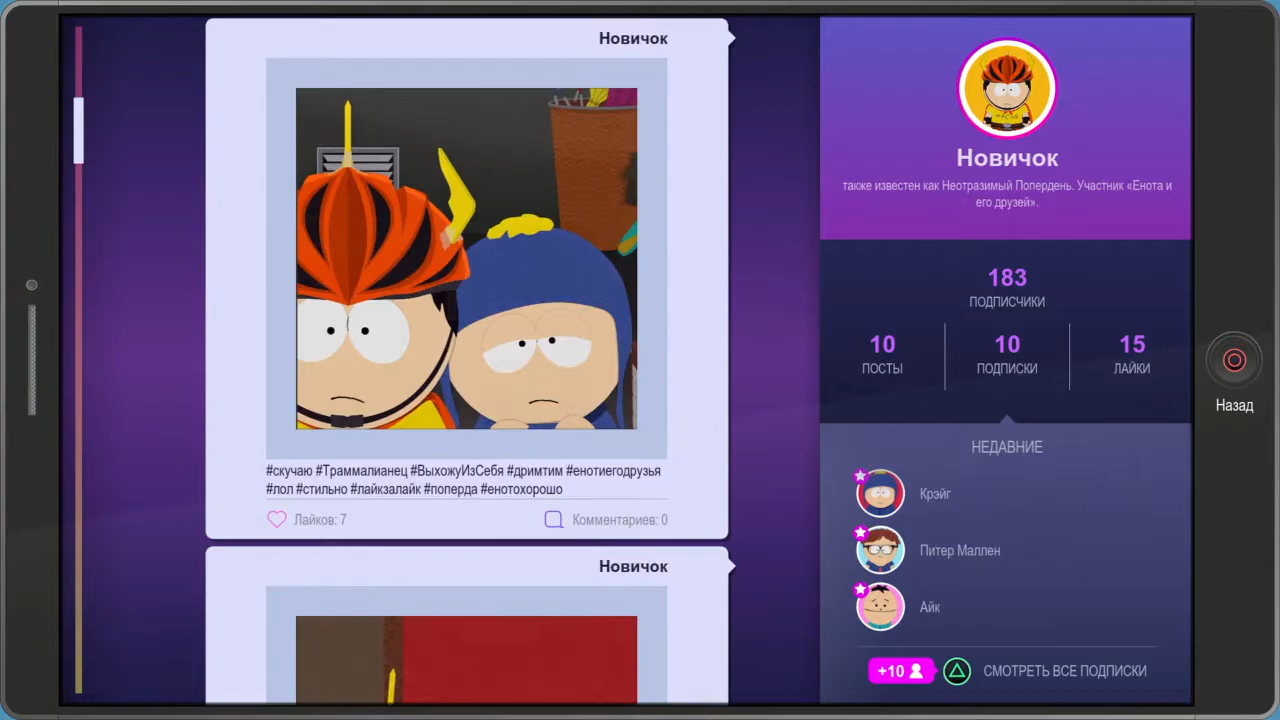 Новичок
#скучаю #Траммалианец #ВыхожуИзСебя #дримтим #енотиегодрузья
#лол #стильно #лайкзалайк #поперда #енотохорошо
Лайков: 7
Комментариев: 0
Новичок
Новичок
также известен как Неотразимый Попердень. Участник «Енота и
его друзей».
183
ПОДПИСЧИКИ
10
ПОСТЫ
10
ПОДПИСКИ
15
ЛАЙКИ
НЕДАВНИЕ
Крэйг
Питер Маллен
Айк
+10
СМОТРЕТЬ ВСЕ ПОДПИСКИ
Назад